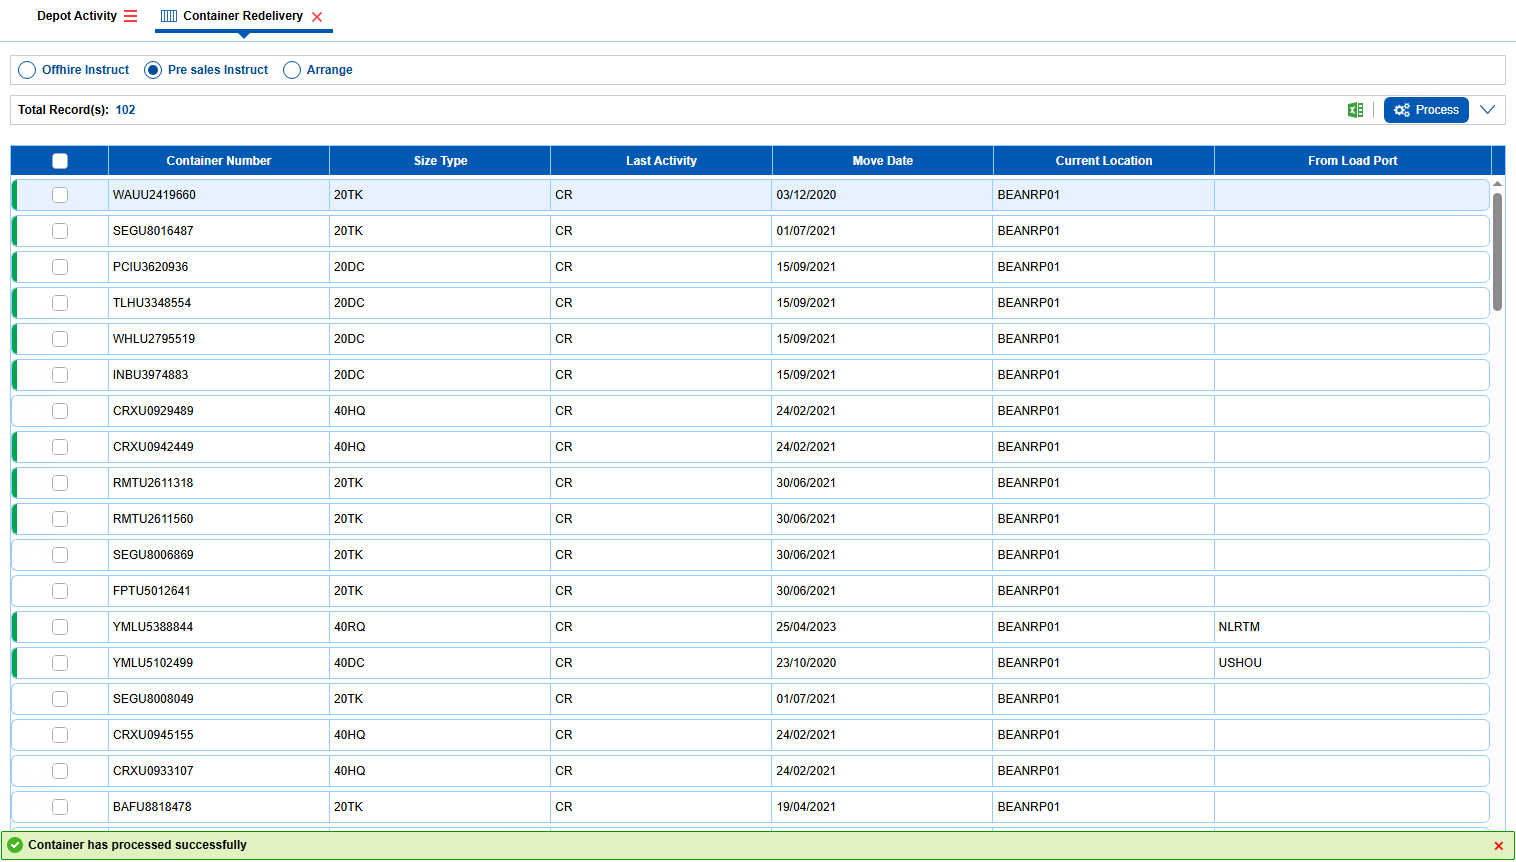 Depot Activity Container Redelivery
Offhire Instruct Pre sales Instruct Arrange
Total Record(s): 102 Process
Container Number Size Type Last Activity Move Date Current Location From Load Port
WAUU2419660 20TK CR 03/12/2020 BEANRP01
SEGU8016487 20TK CR 01/07/2021 BEANRP01
PCIU3620936 20DC CR 15/09/2021 BEANRP01
TLHU3348554 20DC CR 15/09/2021 BEANRP01
WHLU2795519 20DC CR 15/09/2021 BEANRP01
INBU3974883 20DC CR 15/09/2021 BEANRP01
CRXU0929489 40HQ CR 24/02/2021 BEANRP01
CRXU0942449 40HQ CR 24/02/2021 BEANRP01
RMTU2611318 20TK CR 30/06/2021 BEANRP01
RMTU2611560 20TK CR 30/06/2021 BEANRP01
SEGU8006869 20TK CR 30/06/2021 BEANRP01
FPTU5012641 20TK CR 30/06/2021 BEANRP01
YMLU5388844 40RQ CR 25/04/2023 BEANRP01 NLRTM
YMLU5102499 40DC CR 23/10/2020 BEANRP01 USHOU
SEGU8008049 20TK CR 01/07/2021 BEANRP01
CRXU0945155 40HQ CR 24/02/2021 BEANRP01
CRXU0933107 40HQ CR 24/02/2021 BEANRP01
BAFU8818478 20TK CR 19/04/2021 BEANRP01
Container has processed successfully